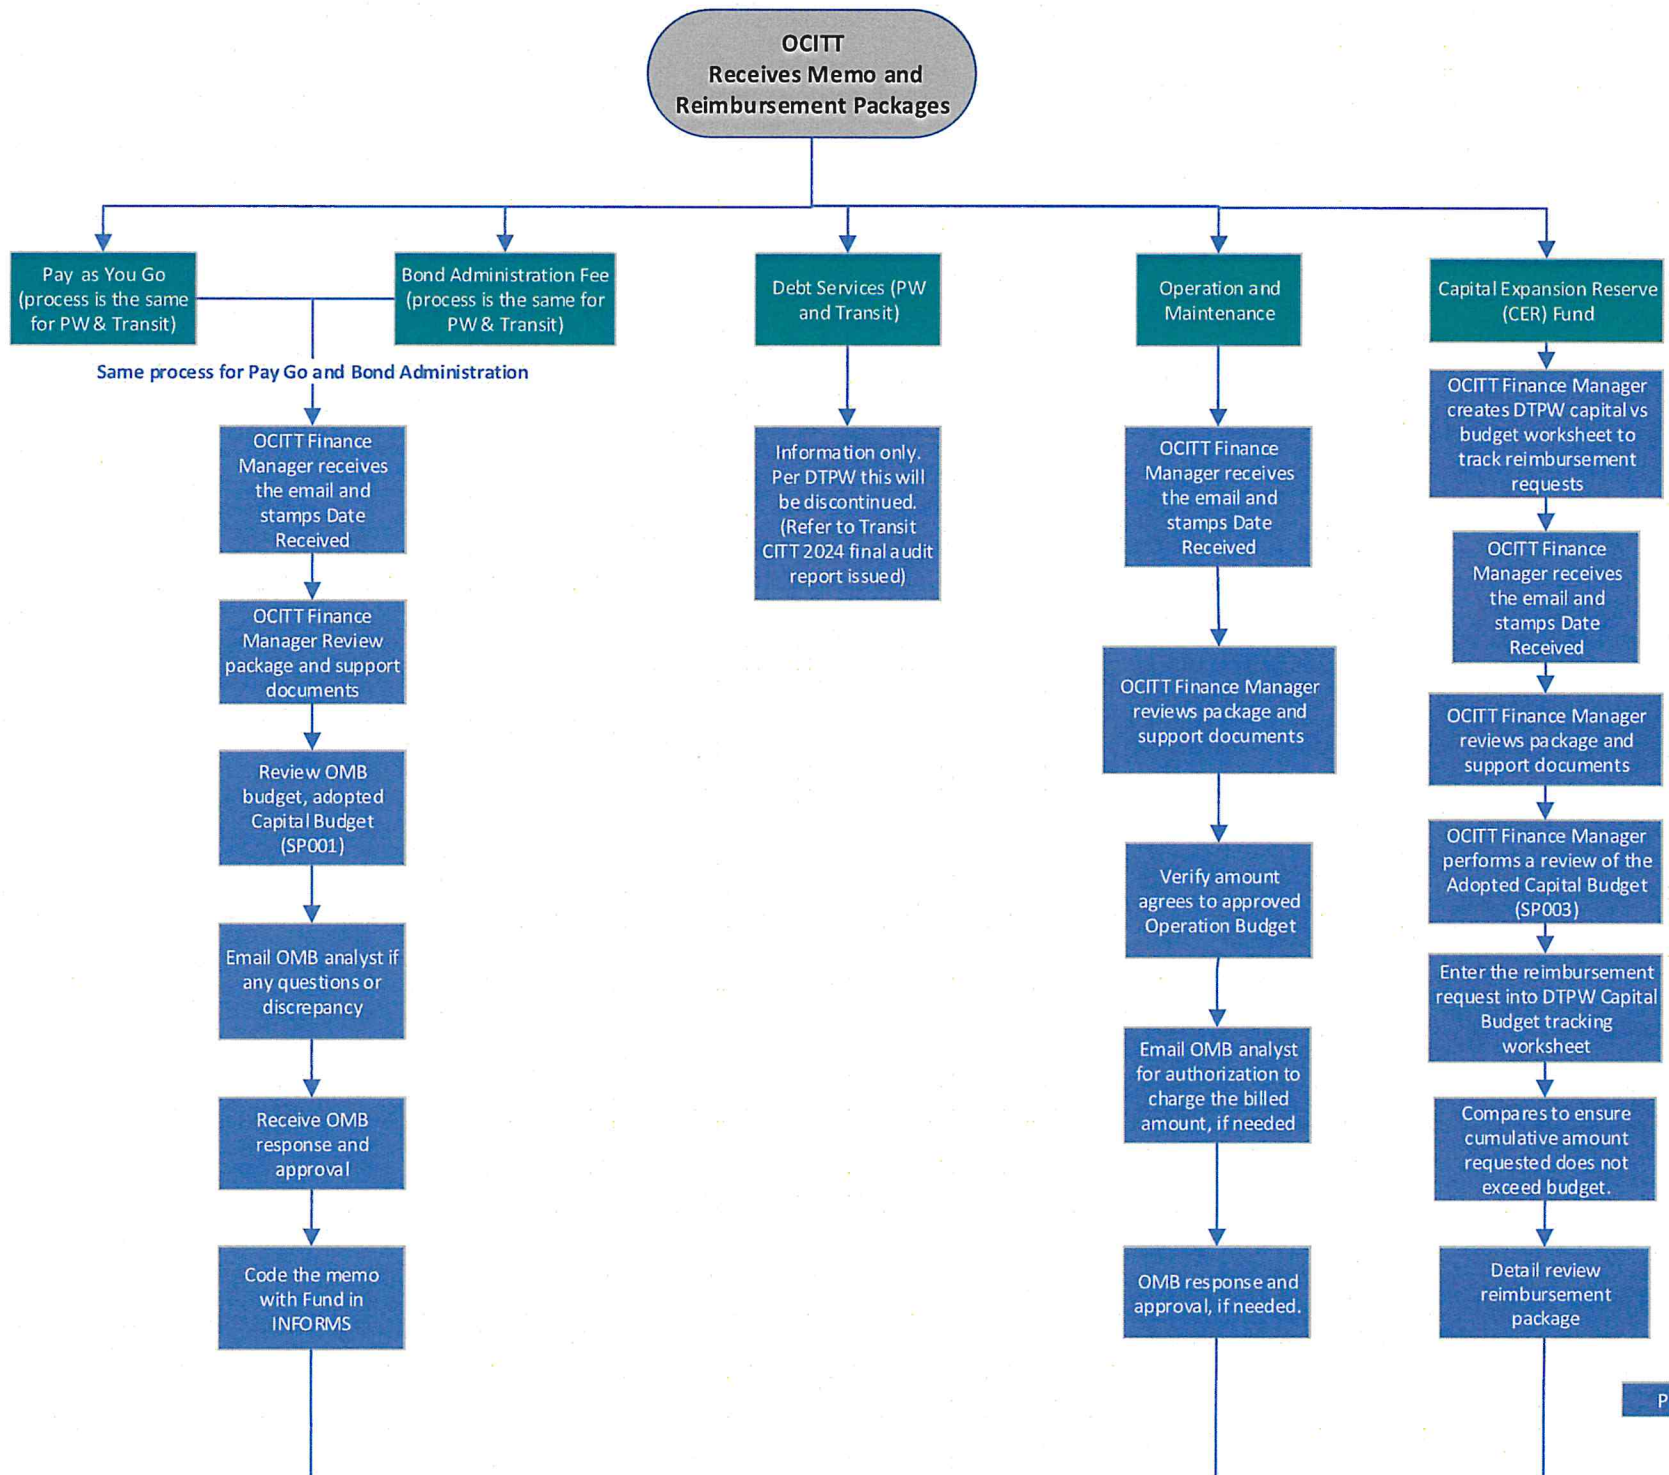 OCITT
Receives Memo and
Reimbursement Packages
Pay as You Go
(process is the same
for PW & Transit)
Bond Administration Fee
(process is the same for
PW & Transit)
Debt Services (PW
and Transit)
Operation and
Maintenance
Capital Expansion Reserve
(CER) Fund
Same process for Pay Go and Bond Administration
OCITT Finance
Manager receives
the email and
stamps Date
Received
OCITT Finance
Manager Review
package and support
documents
Review OMB
budget, adopted
Capital Budget
(SP001)
Email OMB analyst if
any questions or
discrepancy
Receive OMB
response and
approval
Code the memo
with Fund in
INFORMS
Information only.
Per DTPW this will
be discontinued.
(Refer to Transit
CITT 2024 final audit
report issued)
OCITT Finance
Manager receives
the email and
stamps Date
Received
OCITT Finance Manager
reviews package and
support documents
Verify amount
agrees to approved
Operation Budget
Email OMB analyst
for authorization to
charge the billed
amount, if needed
OMB response and
approval, if needed.
OCITT Finance Manager
creates DTPW capital vs
budget worksheet to
track reimbursement
requests
OCITT Finance
Manager receives
the email and
stamps Date
Received
OCITT Finance Manager
reviews package and
support documents
OCITT Finance Manager
performs a review of the
Adopted Capital Budget
(SP003)
Enter the reimbursement
request into DTPW Capital
Budget tracking
worksheet
Compares to ensure
cumulative amount
requested does not
exceed budget.
Detail review
reimbursement
package
P